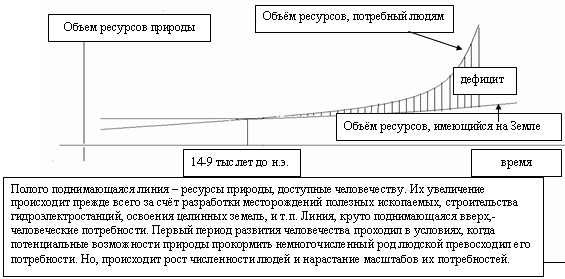 Объем ресурсов природы
Объём ресурсов, потребный людям
дефицит
Объём ресурсов, имеющийся на Земле
14-9 тыс.лет до н.э.
время
Полого поднимающаяся линия – ресурсы природы, доступные человечеству. Их увеличение
происходит прежде всего за счёт разработки месторождений полезных ископаемых, строительства
гидроэлектростанций, освоения целинных земель, и т.п. Линия, круто поднимающаяся вверх,-
человеческие потребности. Первый период развития человечества проходил в условиях, когда
потенциальные возможности природы прокормить немногочисленный род людской превосходил его
потребности. Но, происходит рост численности людей и нарастание масштабов их потребностей.